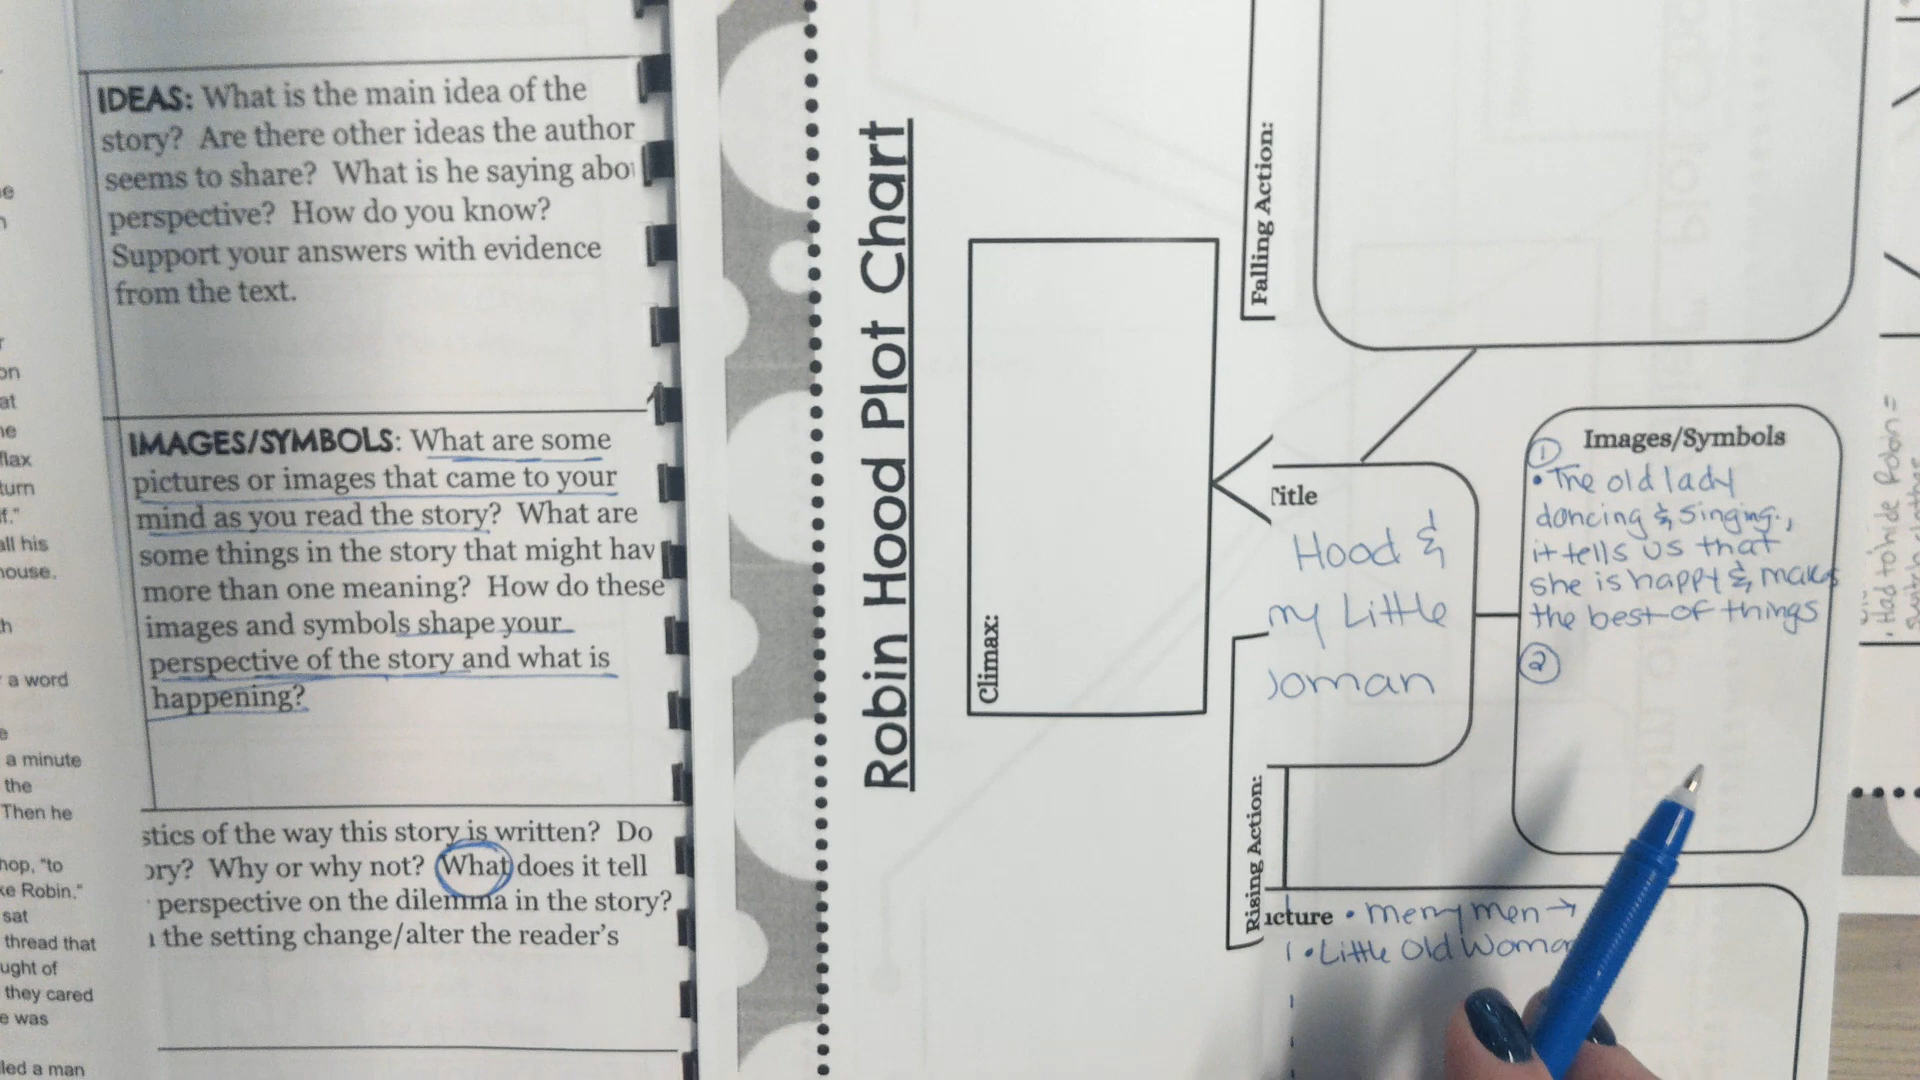 IDEAS: What is the main idea of the
story? Are there other ideas the author
seems to share? What is he saying
perspective? How do you know?
Support your answers with evidence
from the text.
IMAGES/SYMBOLS: What are some
pictures or images that came to your
mind as you read the story? What are
some things in the story that might hav
more than one meaning? How do these
images and symbols shape your
perspective of the story and what is
happening?
of the way this story is written? Do
Why or why not? What does it tell
perspective on the dilemma in the story?
the setting change/alter the reader's
flax
turn
all his
house.
a word
a minute
the
Then he
hop, "to
Robin."
sat
thread that
of
they cared
was
a man
Robin Hood Plot Chart
Climax:
Falling Action:
Rising Action:
Title
Hood &
my Little
Woman
Images/Symbols
①
• The old lady
dancing & singing,
it tells us that
she is happy & makes
the best of things
②
• merry men →
• Little Old Woman
• Had to hide Robin =